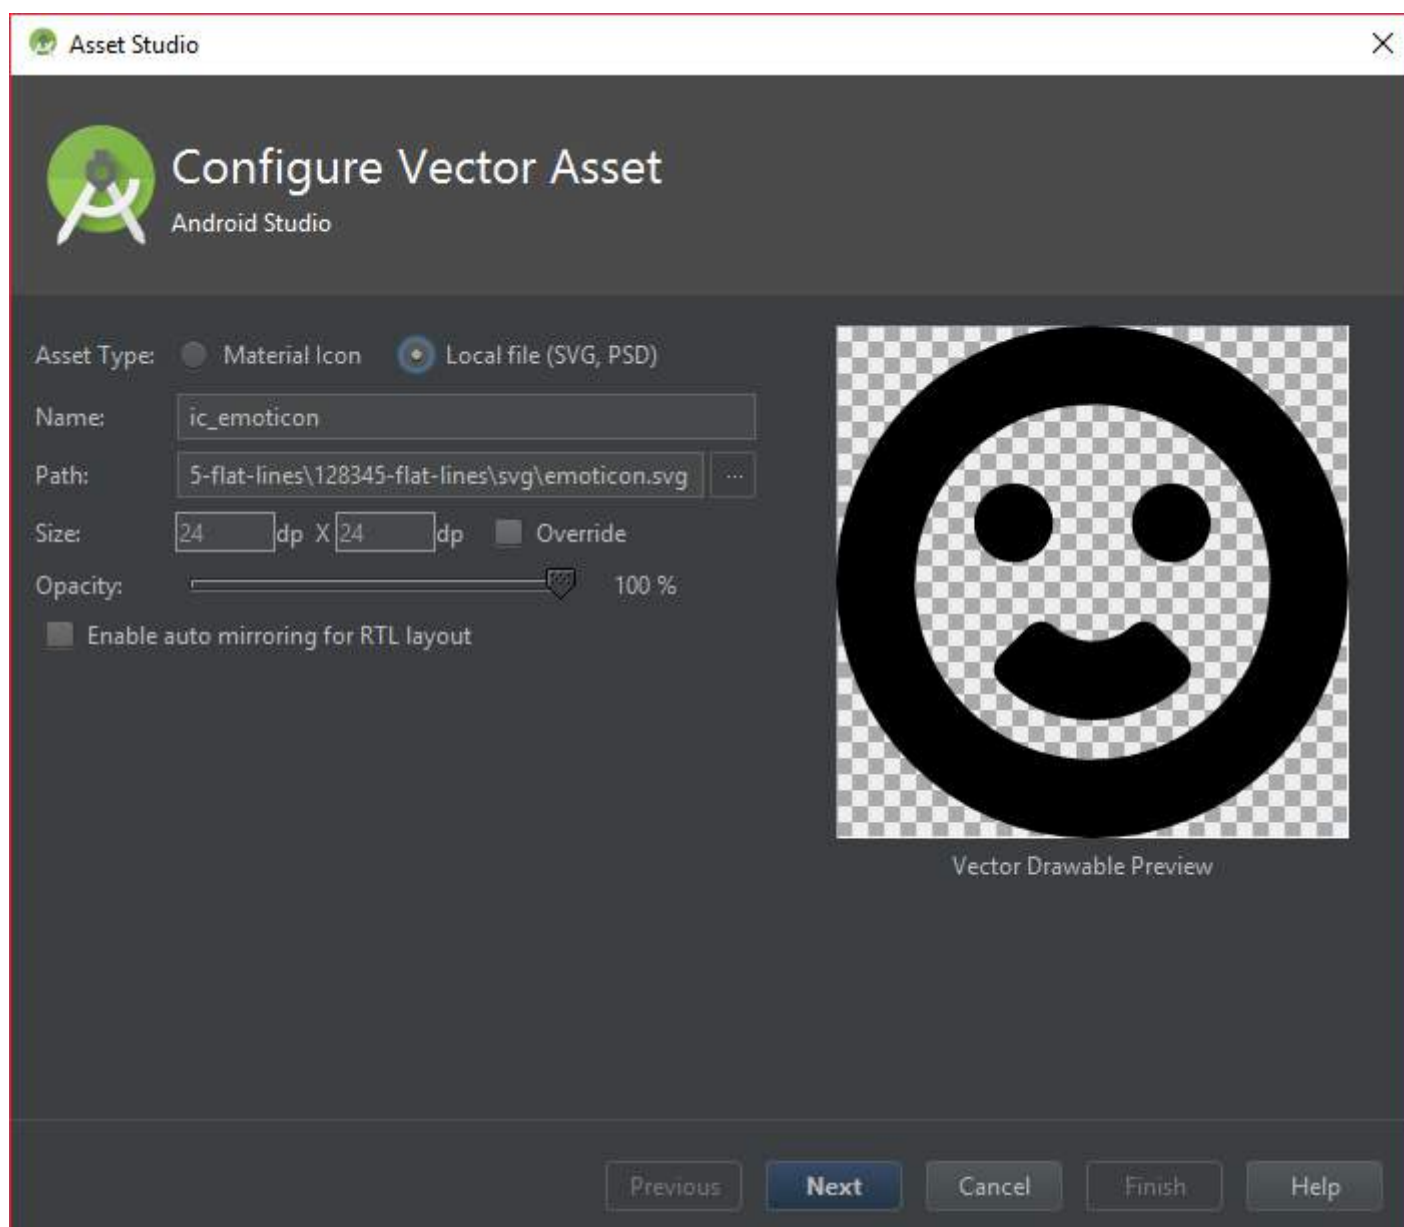 Asset Studio
Configure Vector Asset
Android Studio
Asset Type: Material Icon Local file (SVG, PSD)
Name: ic_emoticon
Path: 5-flat-lines\128345-flat-lines\svg\emoticon.svg ...
Size: 24 dp X 24 dp Override
Opacity: 100 %
Enable auto mirroring for RTL layout
Vector Drawable Preview
Previous Next Cancel Finish Help